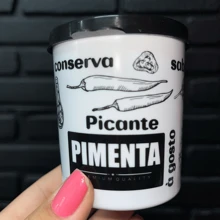 conserva
Picante
PIMENTA
à gosto